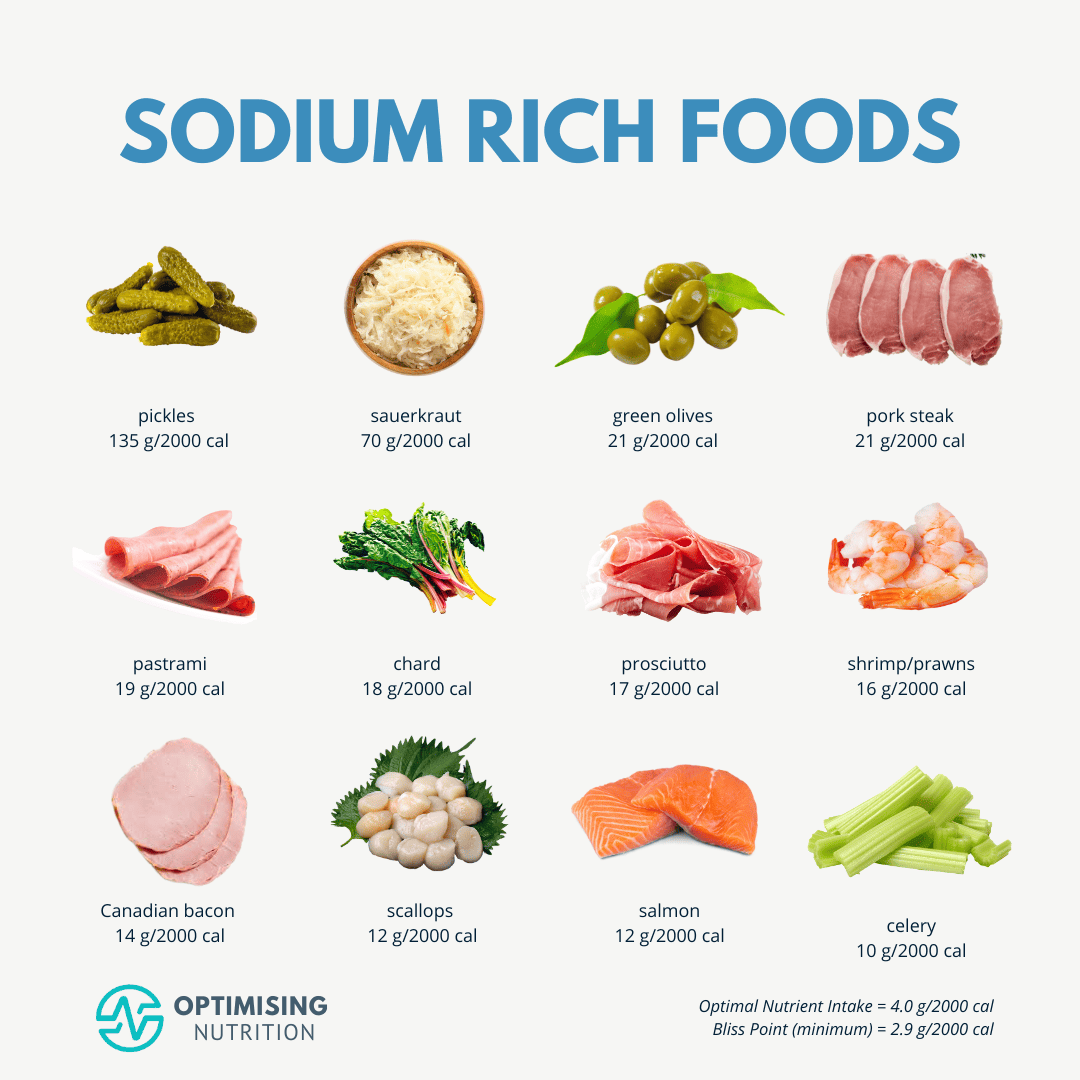 SODIUM RICH FOODS
pickles
135 g/2000 cal
sauerkraut
70 g/2000 cal
green olives
21 g/2000 cal
pork steak
21 g/2000 cal
pastrami
19 g/2000 cal
chard
18 g/2000 cal
prosciutto
17 g/2000 cal
shrimp/prawns
16 g/2000 cal
Canadian bacon
14 g/2000 cal
scallops
12 g/2000 cal
salmon
12 g/2000 cal
celery
10 g/2000 cal
OPTIMISING
NUTRITION
Optimal Nutrient Intake = 4.0 g/2000 cal
Bliss Point (minimum) = 2.9 g/2000 cal